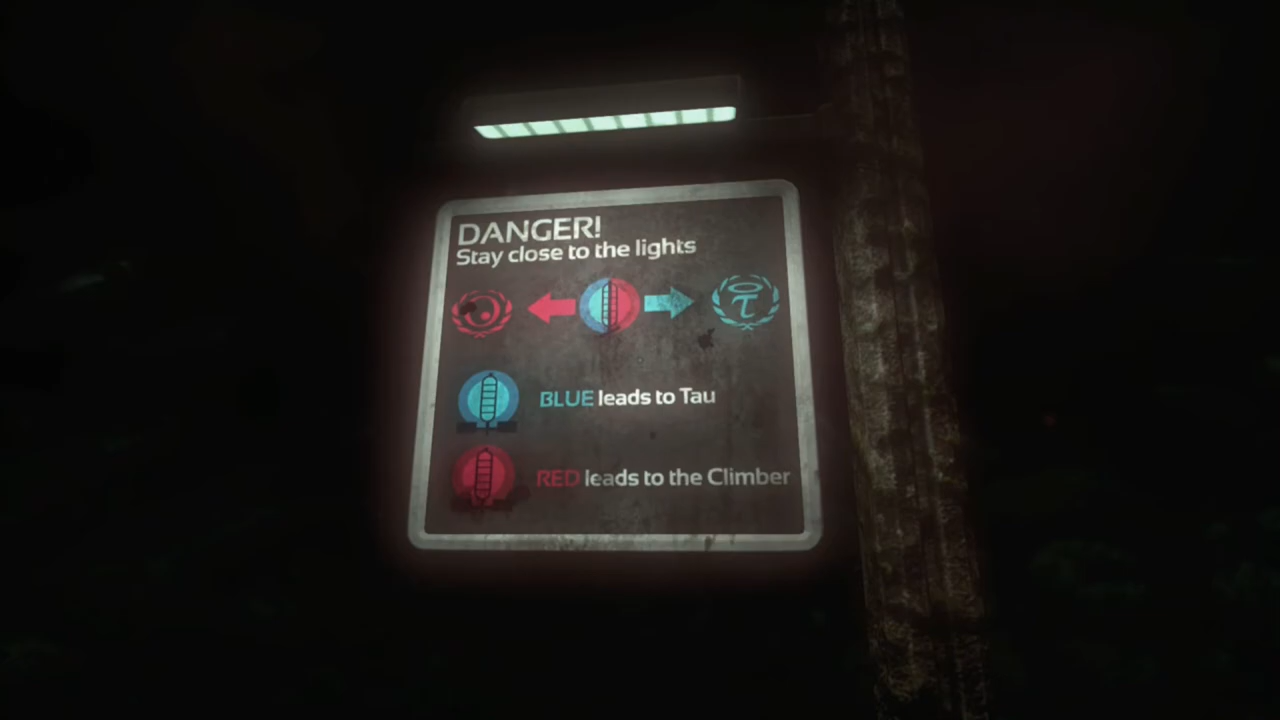 DANGER!
Stay close to the lights
τ
BLUE leads to Tau
RED leads to the Climber